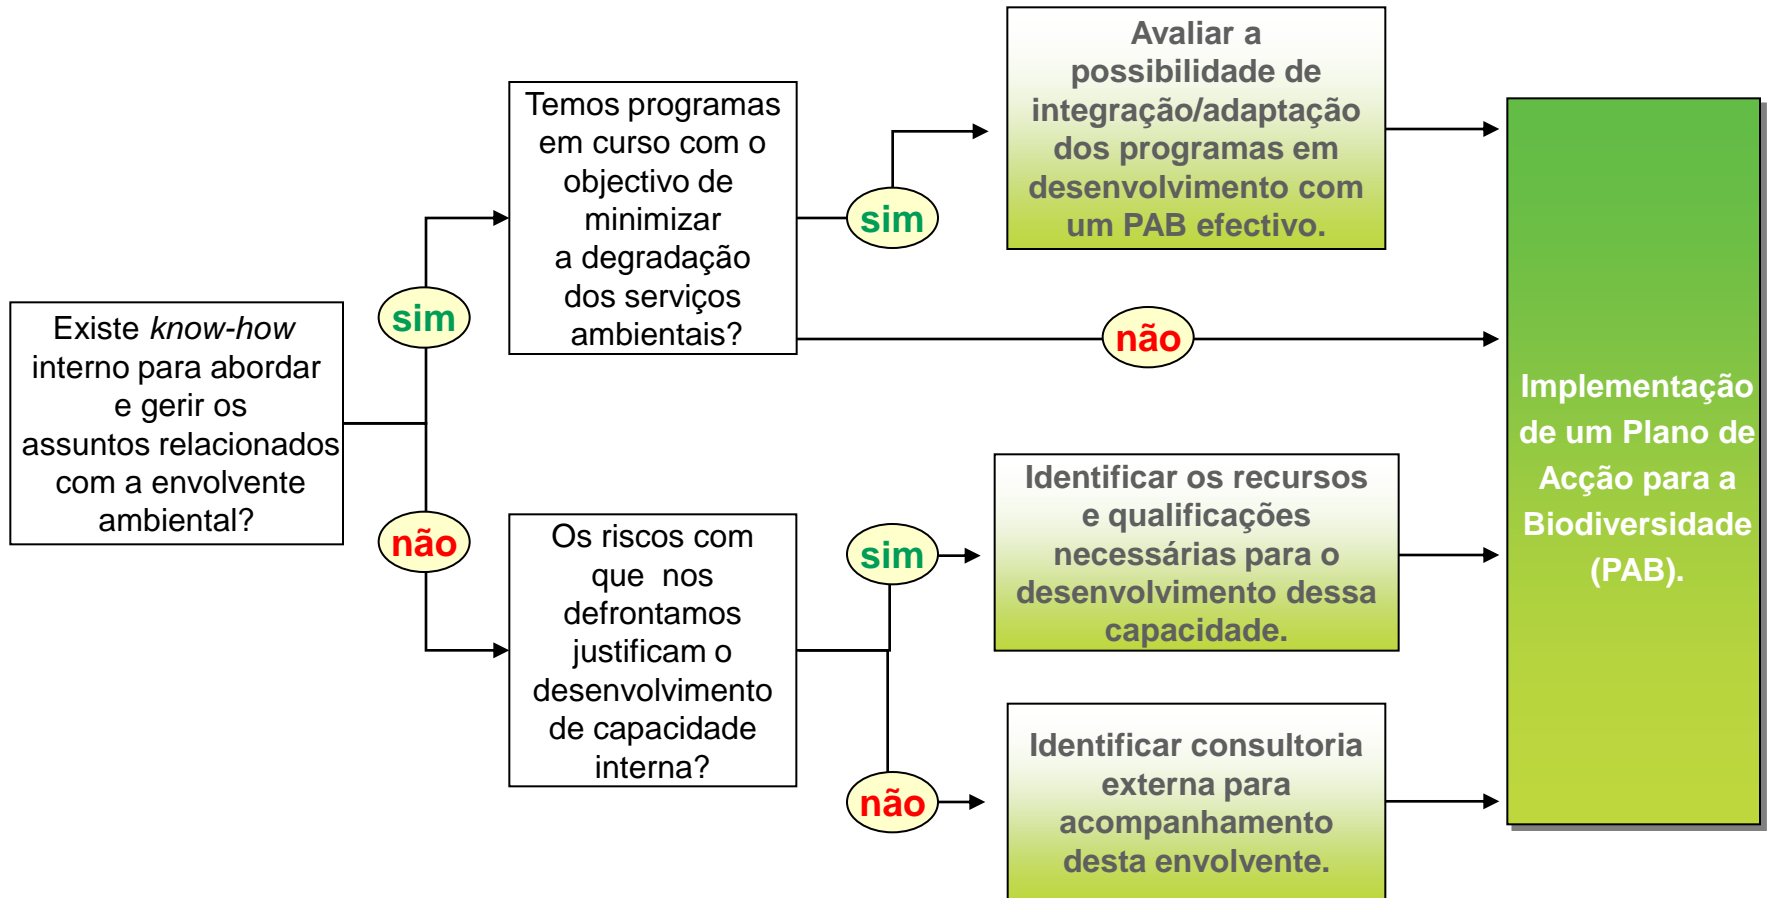 Existe know-how
interno para abordar
e gerir os
assuntos relacionados
com a envolvente
ambiental?
sim
não
Temos programas
em curso com o
objectivo de
minimizar
a degradação
dos serviços
ambientais?
sim
não
Os riscos com
que nos
defrontamos
justificam o
desenvolvimento
de capacidade
interna?
sim
não
Avaliar a
possibilidade de
integração/adaptação
dos programas em
desenvolvimento com
um PAB efectivo.
Identificar os recursos
e qualificações
necessárias para o
desenvolvimento dessa
capacidade.
Identificar consultoria
externa para
acompanhamento
desta envolvente.
Implementação
de um Plano de
Acção para a
Biodiversidade
(PAB).